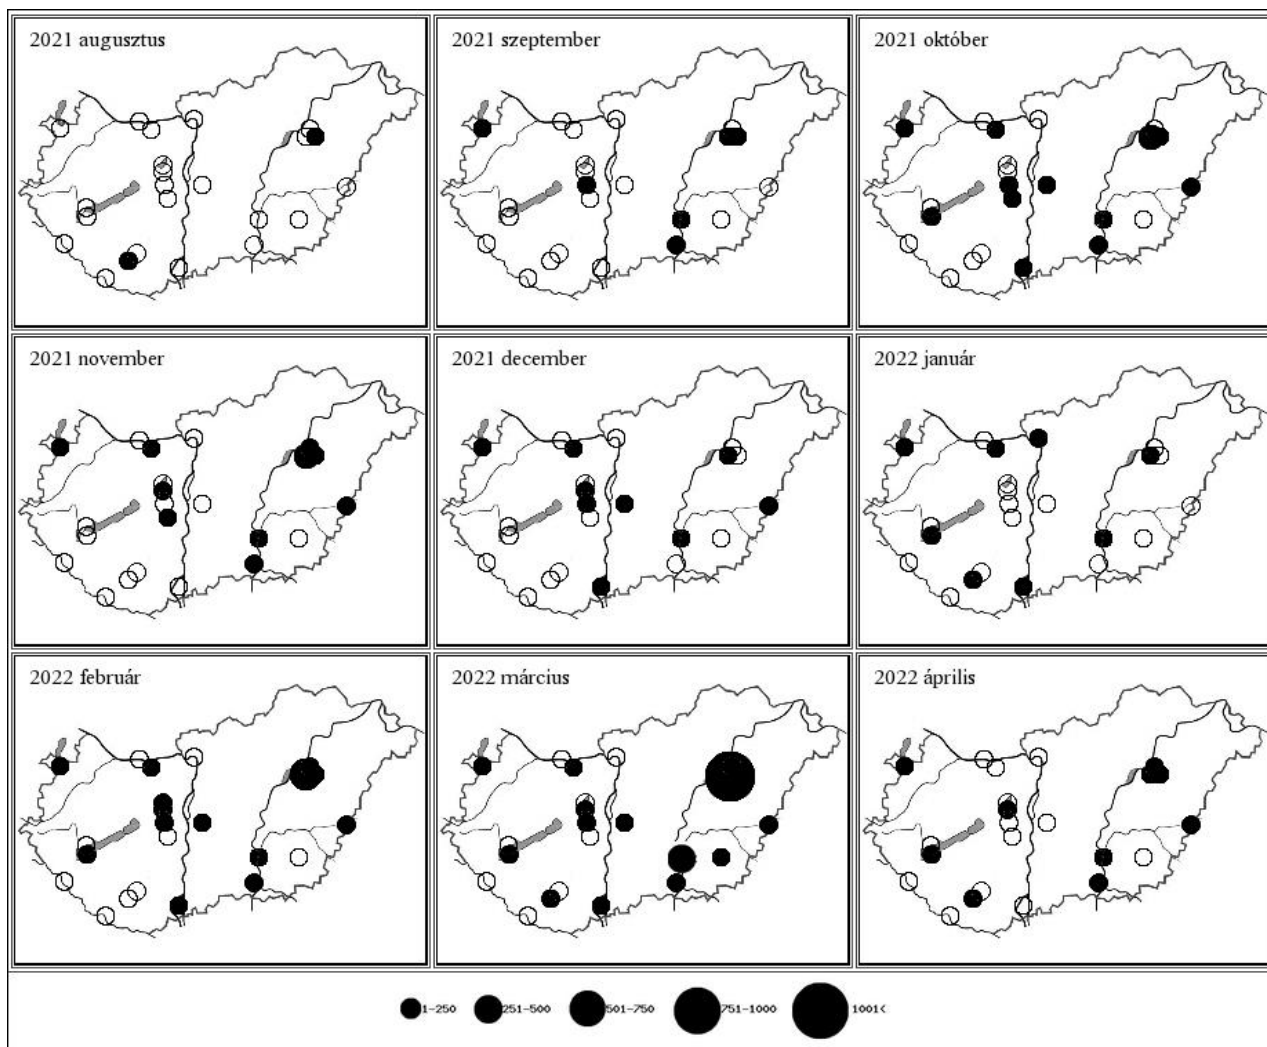 2021 augusztus
2021 szeptember
2021 október
2021 november
2021 december
2022 január
2022 február
2022 március
2022 április
1-250
251-500
501-750
751-1000
1001<